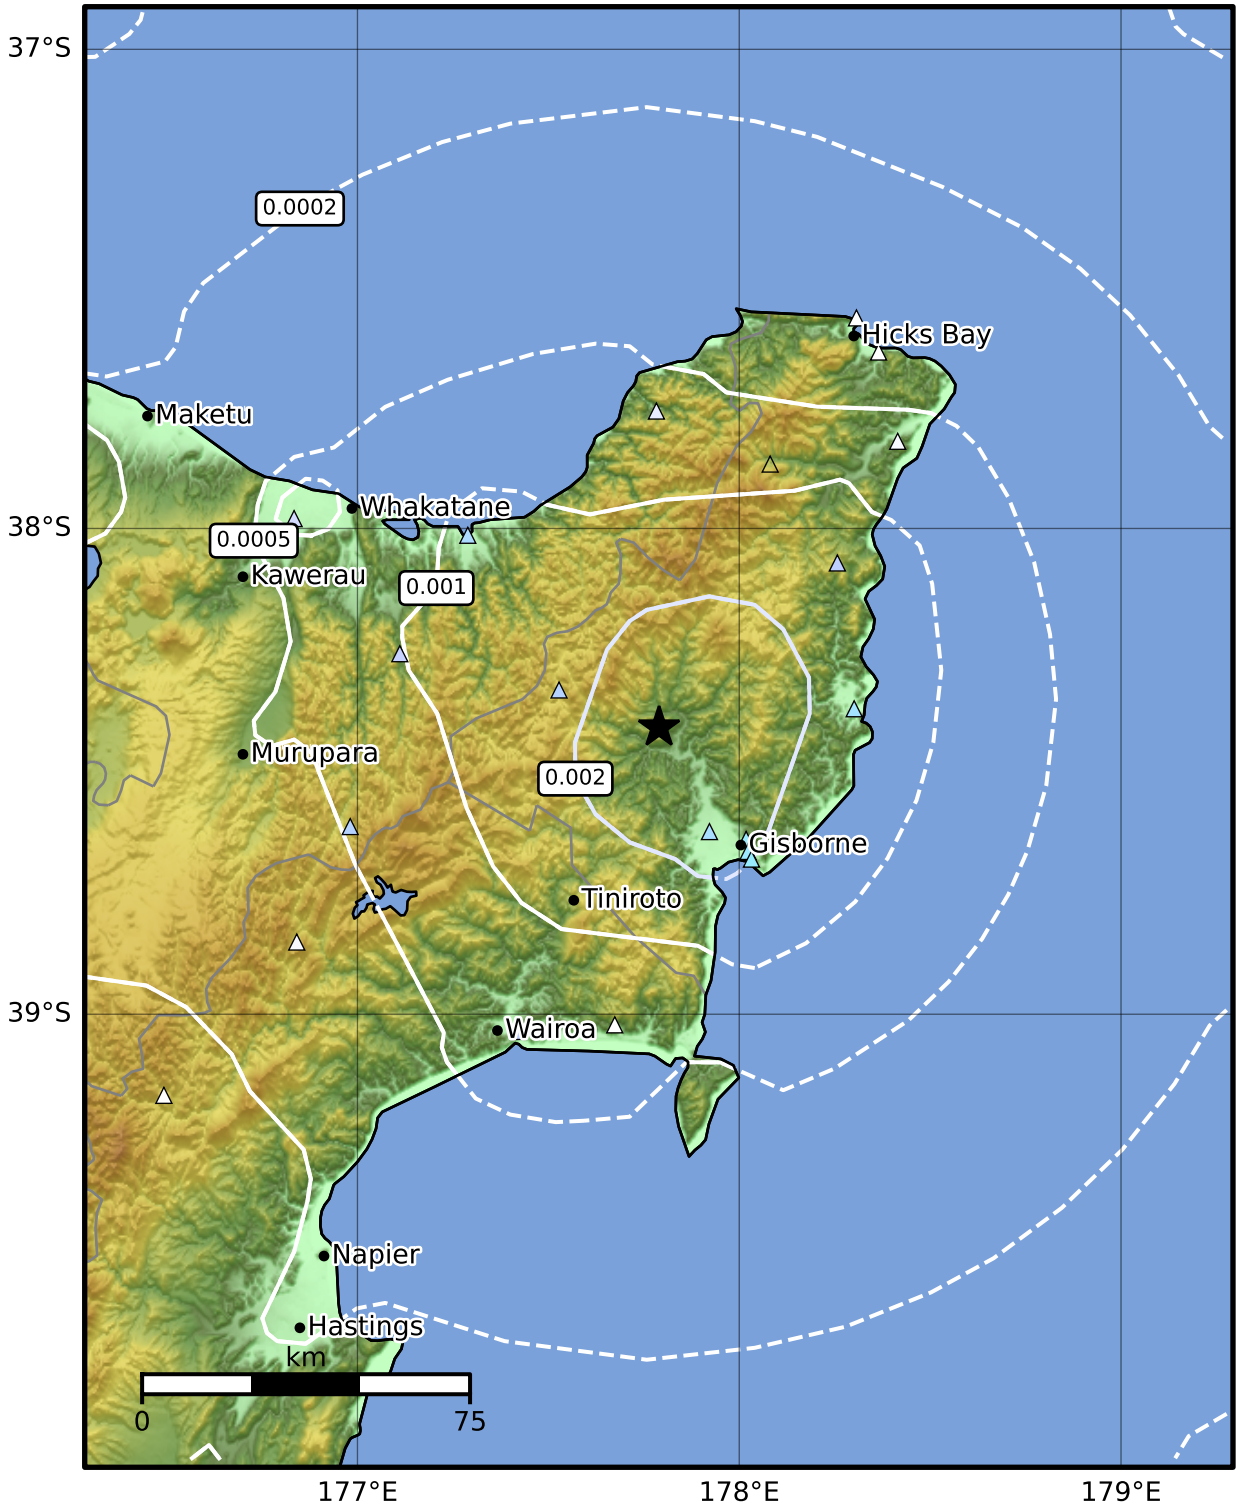 37°S
0.0002
Hicks Bay
Maketu
Whakatane
38°S
0.0005
Kawerau
0.001
Murupara
0.002
Gisborne
Tiniroto
39°S
Wairoa
Napier
Hastings
km
0 75
177°E 178°E 179°E